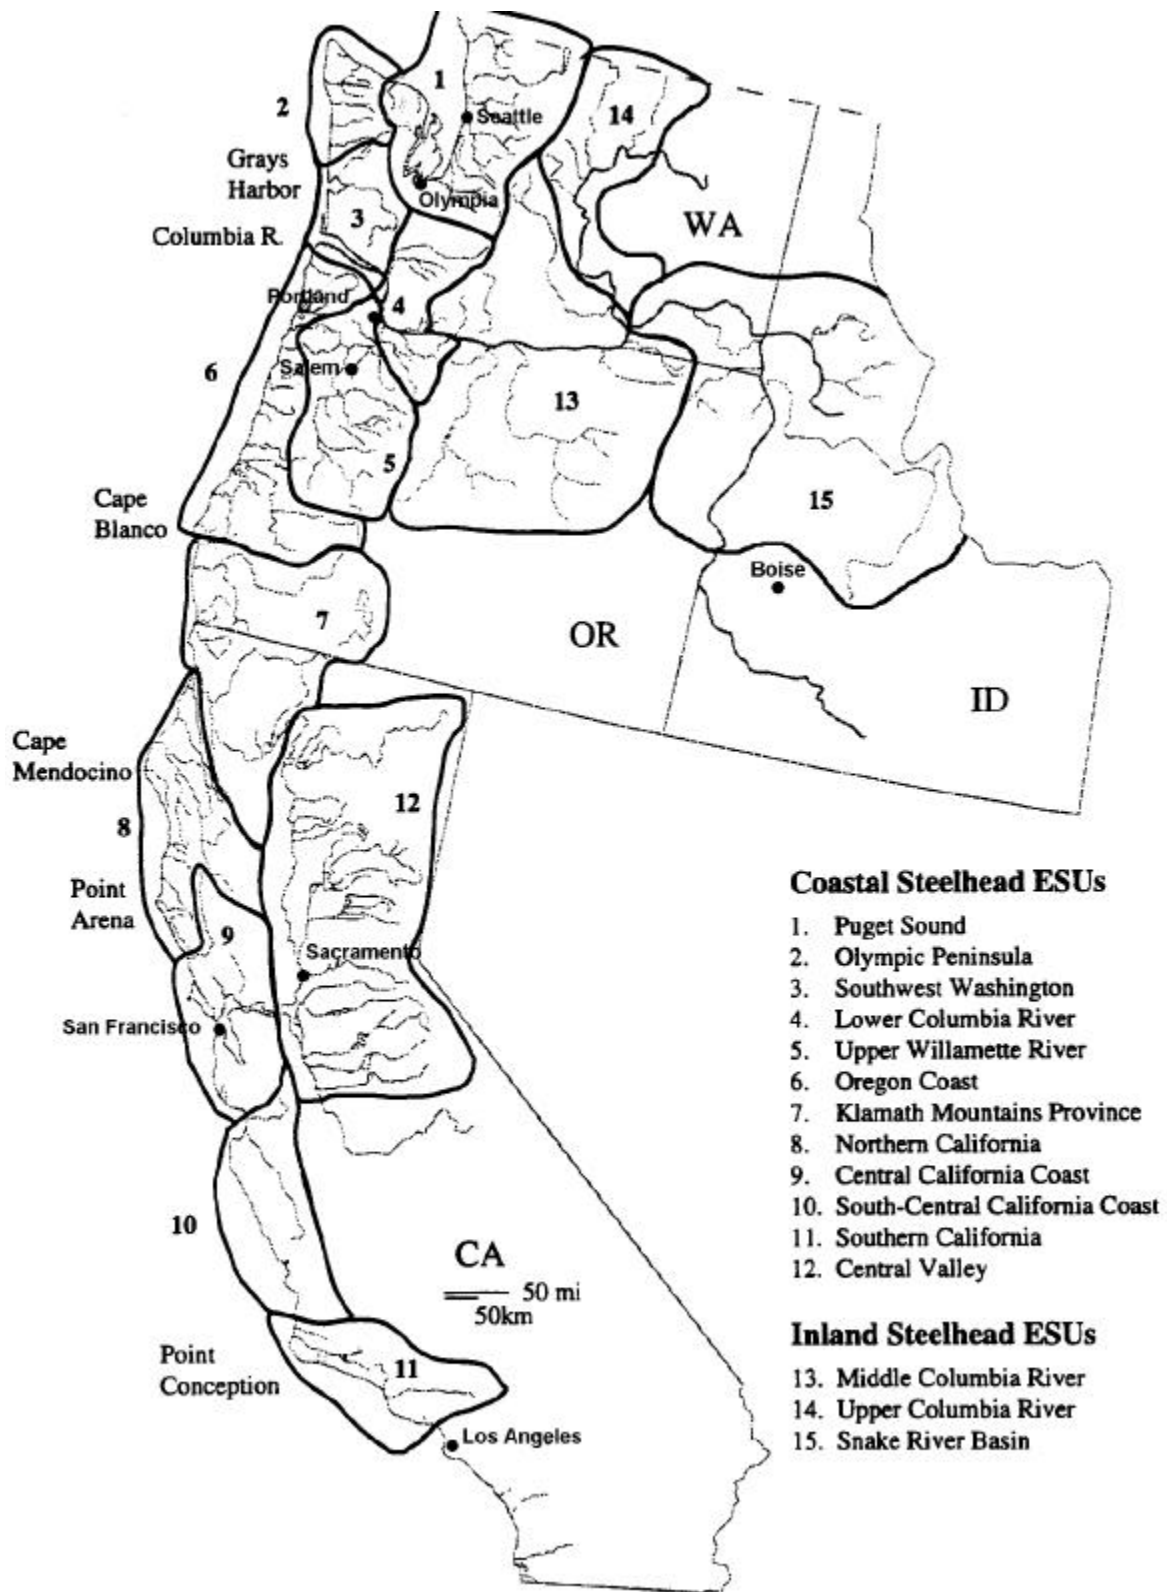 1
2
Seattle
14
Grays
Harbor
Olympia
3
WA
Columbia R.
Portland
4
6
Salem
13
5
15
Cape
Blanco
Boise
7
OR
ID
Cape
Mendocino
12
8
Point
Arena
9
Sacramento
San Francisco
10
CA
50 mi
50km
Point
Conception
11
Los Angeles
Coastal Steelhead ESUs
1. Puget Sound
2. Olympic Peninsula
3. Southwest Washington
4. Lower Columbia River
5. Upper Willamette River
6. Oregon Coast
7. Klamath Mountains Province
8. Northern California
9. Central California Coast
10. South-Central California Coast
11. Southern California
12. Central Valley
Inland Steelhead ESUs
13. Middle Columbia River
14. Upper Columbia River
15. Snake River Basin